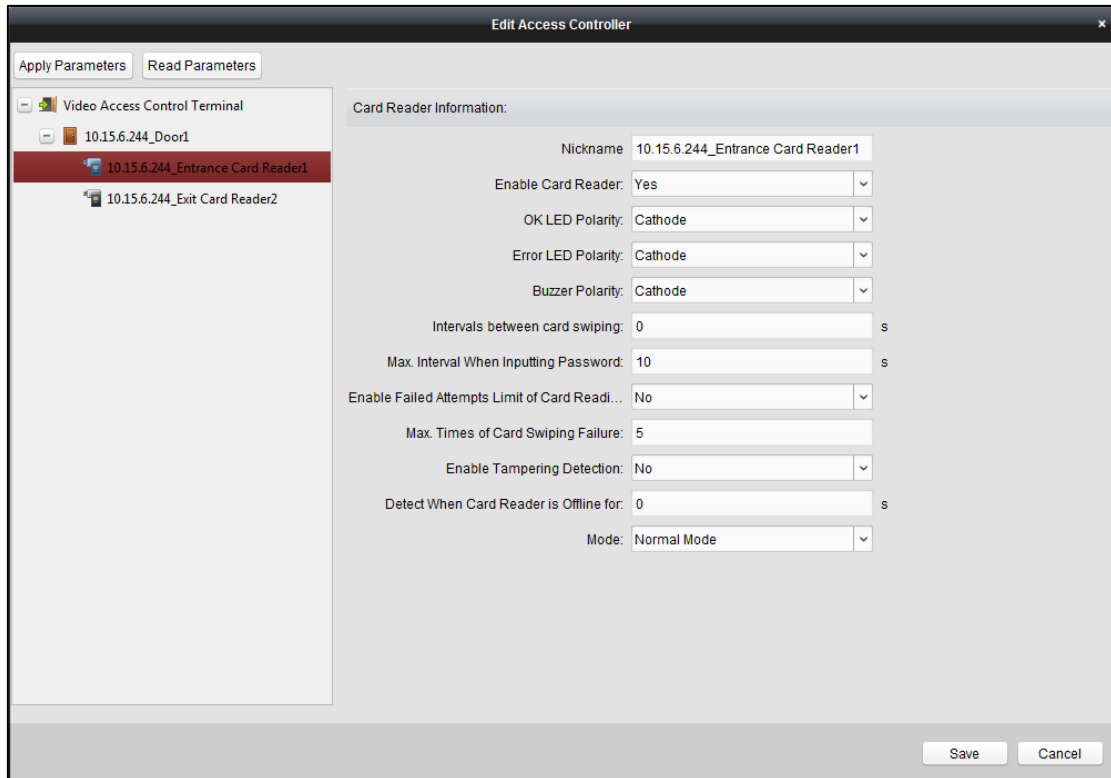 Edit Access Controller
Apply Parameters Read Parameters
Video Access Control Terminal
10.15.6.244_Door1
10.15.6.244_Entrance Card Reader1
10.15.6.244_Exit Card Reader2
Card Reader Information:
Nickname 10.15.6.244_Entrance Card Reader1
Enable Card Reader: Yes
OK LED Polarity: Cathode
Error LED Polarity: Cathode
Buzzer Polarity: Cathode
Intervals between card swiping: 0 s
Max. Interval When Inputting Password: 10 s
Enable Failed Attempts Limit of Card Readi... No
Max. Times of Card Swiping Failure: 5
Enable Tampering Detection: No
Detect When Card Reader is Offline for: 0 s
Mode: Normal Mode
Save Cancel